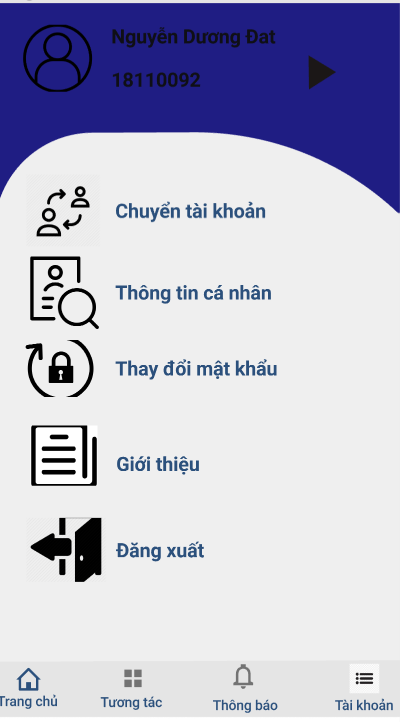 Nguyễn Dương Đat
18110092
Chuyển tài khoản
Thông tin cá nhân
Thay đổi mật khẩu
Giới thiệu
Đăng xuất
Trang chủ
Tương tác
Thông báo
Tài khoản